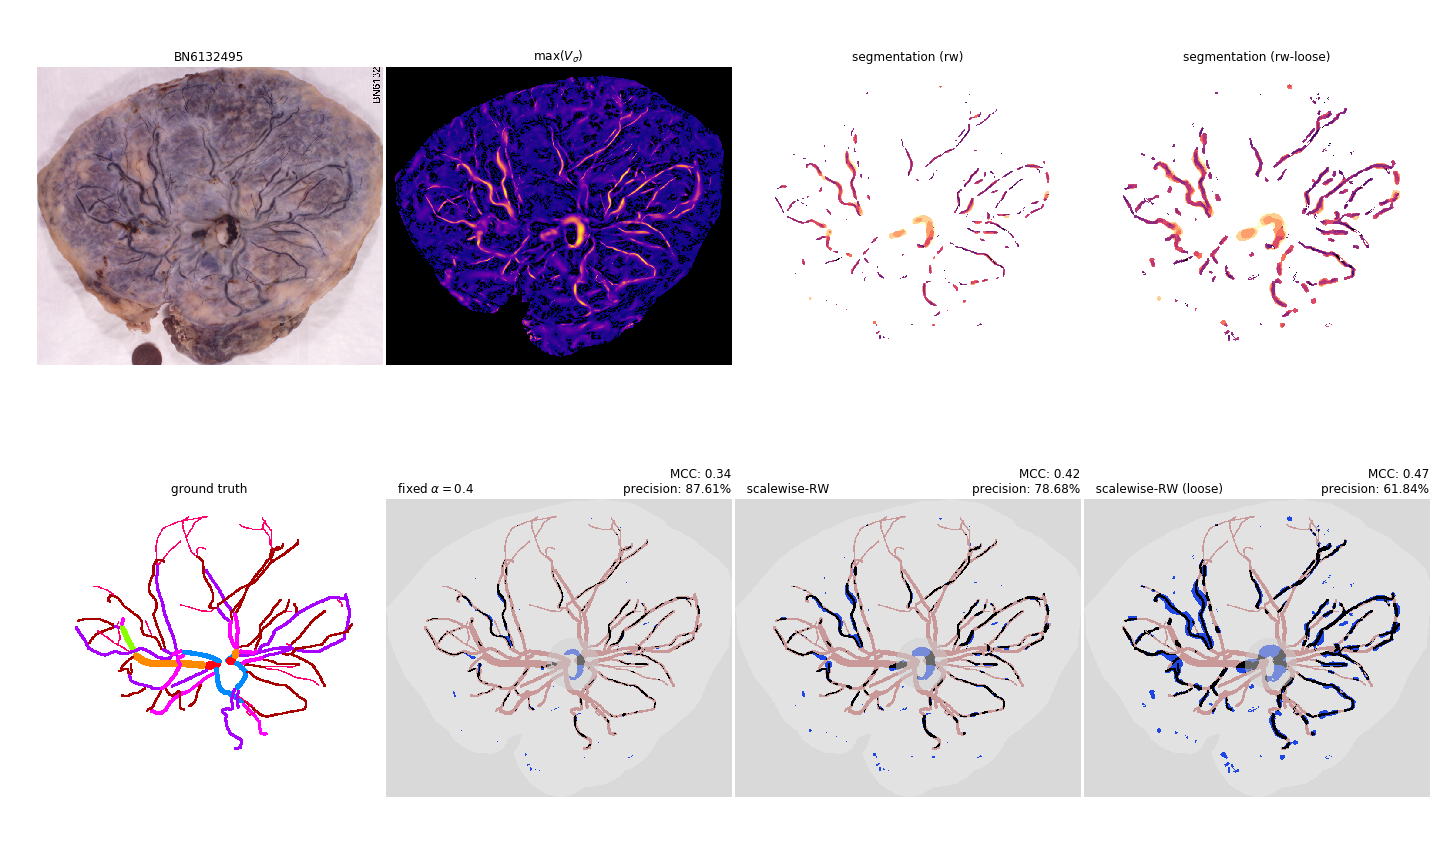 BN6132495
max(V_σ)
segmentation (rw)
segmentation (rw-loose)
BN6132
ground truth
MCC: 0.34
fixed α = 0.4 precision: 87.61%
MCC: 0.42
scalewise-RW precision: 78.68%
MCC: 0.47
scalewise-RW (loose) precision: 61.84%